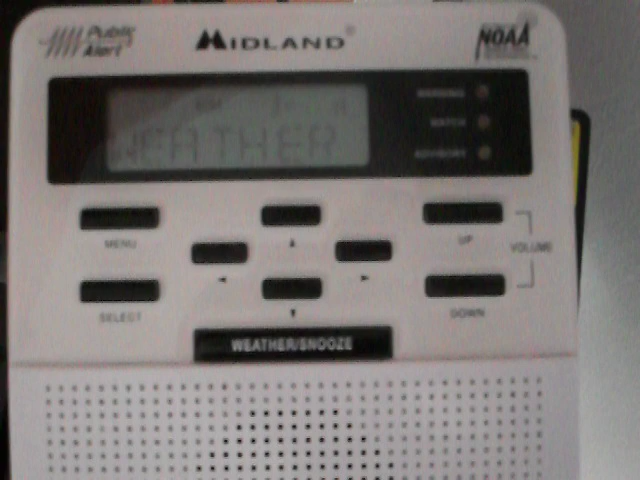 Public
Alert
MIDLAND
NOAA
WARNING
WATCH
ADVISORY
WEATHER
MENU
UP
VOLUME
SELECT
DOWN
WEATHER/SNOOZE